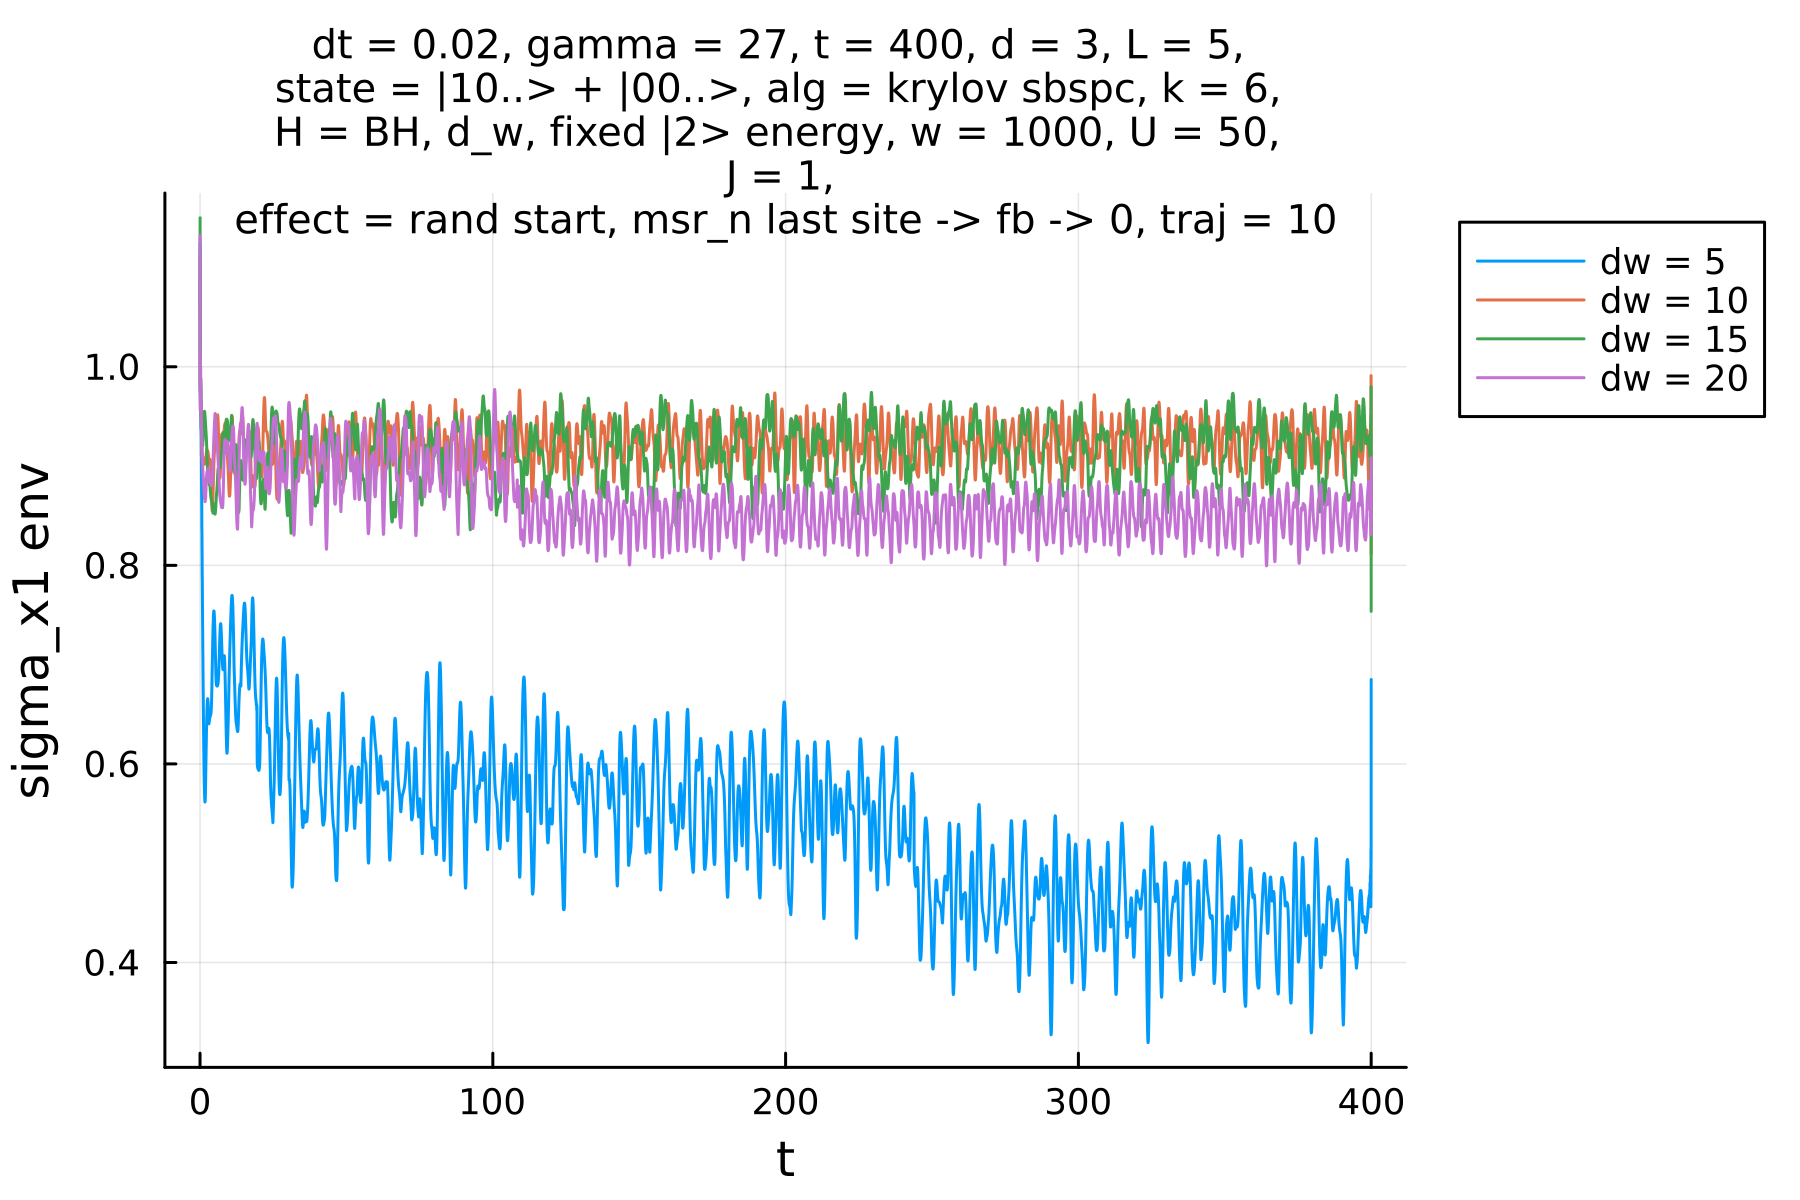 dt = 0.02, gamma = 27, t = 400, d = 3, L = 5,
state = |10..> + |00..>, alg = krylov sbspc, k = 6,
H = BH, d_w, fixed |2> energy, w = 1000, U = 50,
J = 1,
effect = rand start, msr_n last site -> fb -> 0, traj = 10
dw = 5
dw = 10
dw = 15
dw = 20
sigma_x1 env
1.0
0.8
0.6
0.4
0
100
200
300
400
t